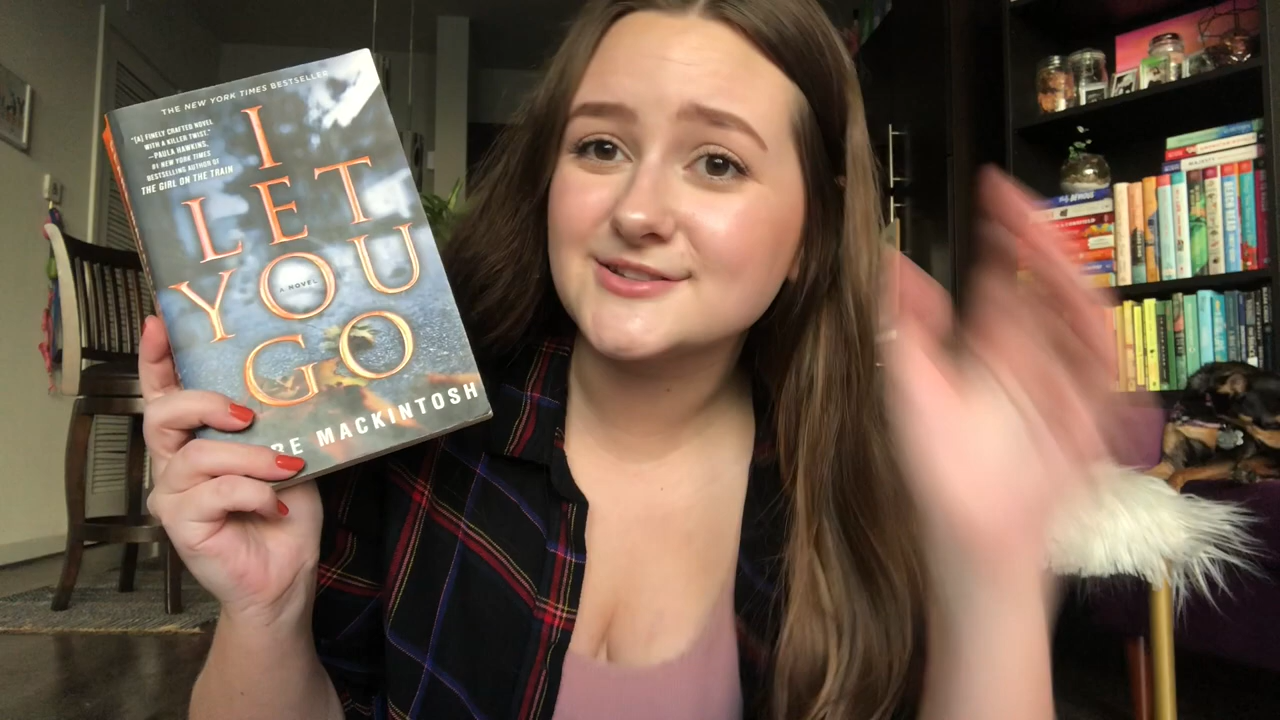 THE NEW YORK TIMES BESTSELLER
"[A] FINELY CRAFTED NOVEL
WITH A KILLER TWIST."
—PAULA HAWKINS,
#1 NEW YORK TIMES
BESTSELLING AUTHOR OF
THE GIRL ON THE TRAIN
I
LET
YOU
A NOVEL
GO
MACKINTOSH